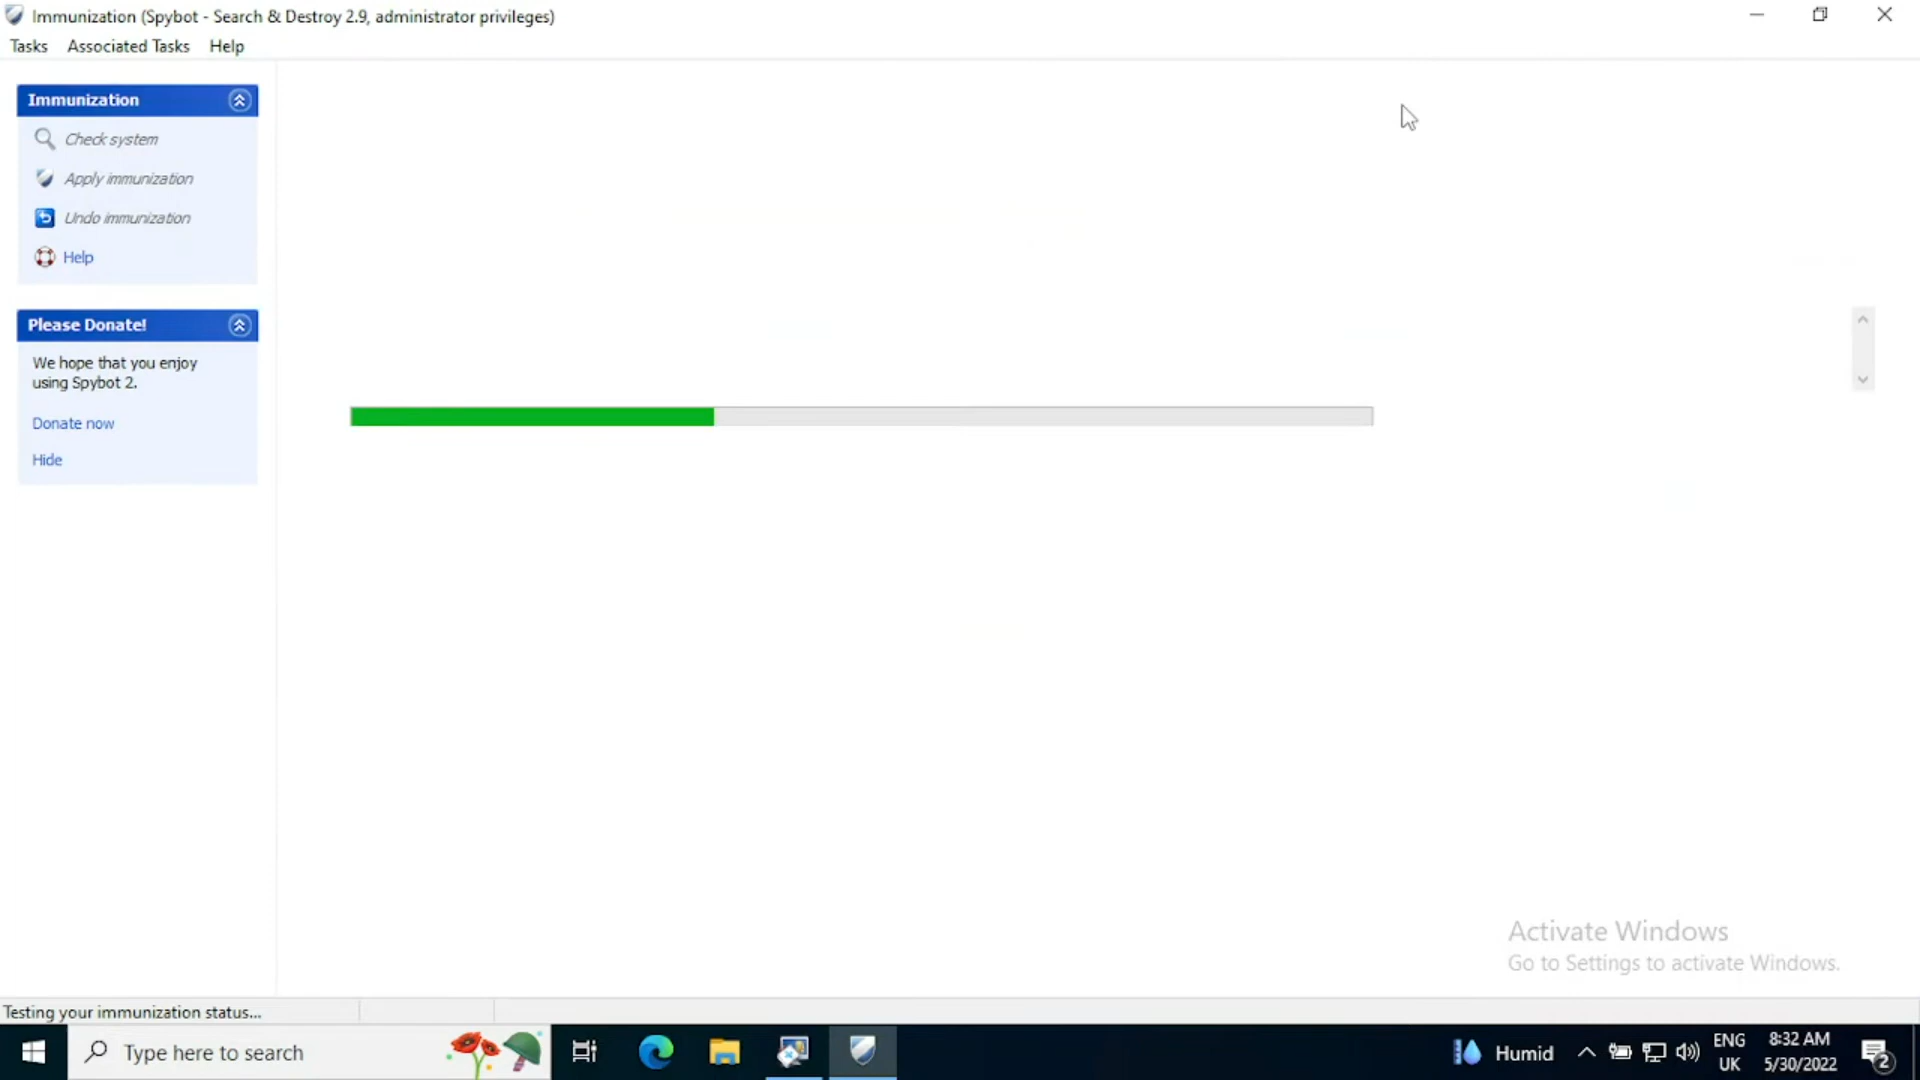 Immunization (Spybot - Search & Destroy 2.9, administrator privileges)
Tasks Associated Tasks Help
Immunization
Check system
Apply immunization
Undo immunization
Help
Please Donate!
We hope that you enjoy
using Spybot 2.
Donate now
Hide
Activate Windows
Go to Settings to activate Windows.
Testing your immunization status...
Type here to search
Humid
ENG
UK
8:32 AM
5/30/2022
2